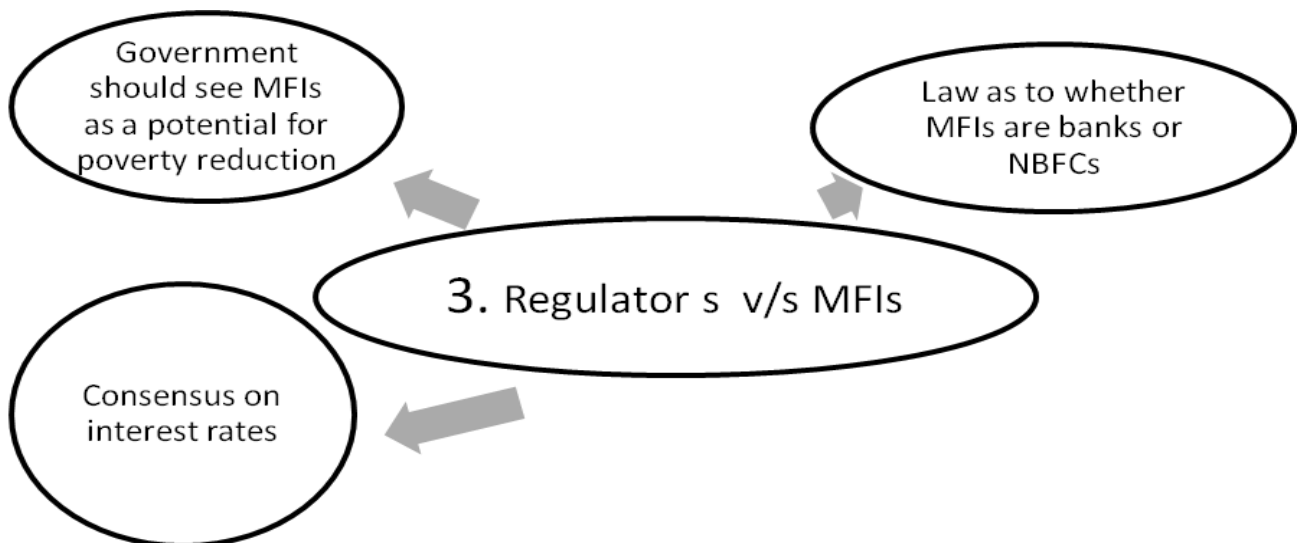 Government
should see MFIs
as a potential for
poverty reduction
Law as to whether
MFIs are banks or
NBFCs
3. Regulator s v/s MFIs
Consensus on
interest rates